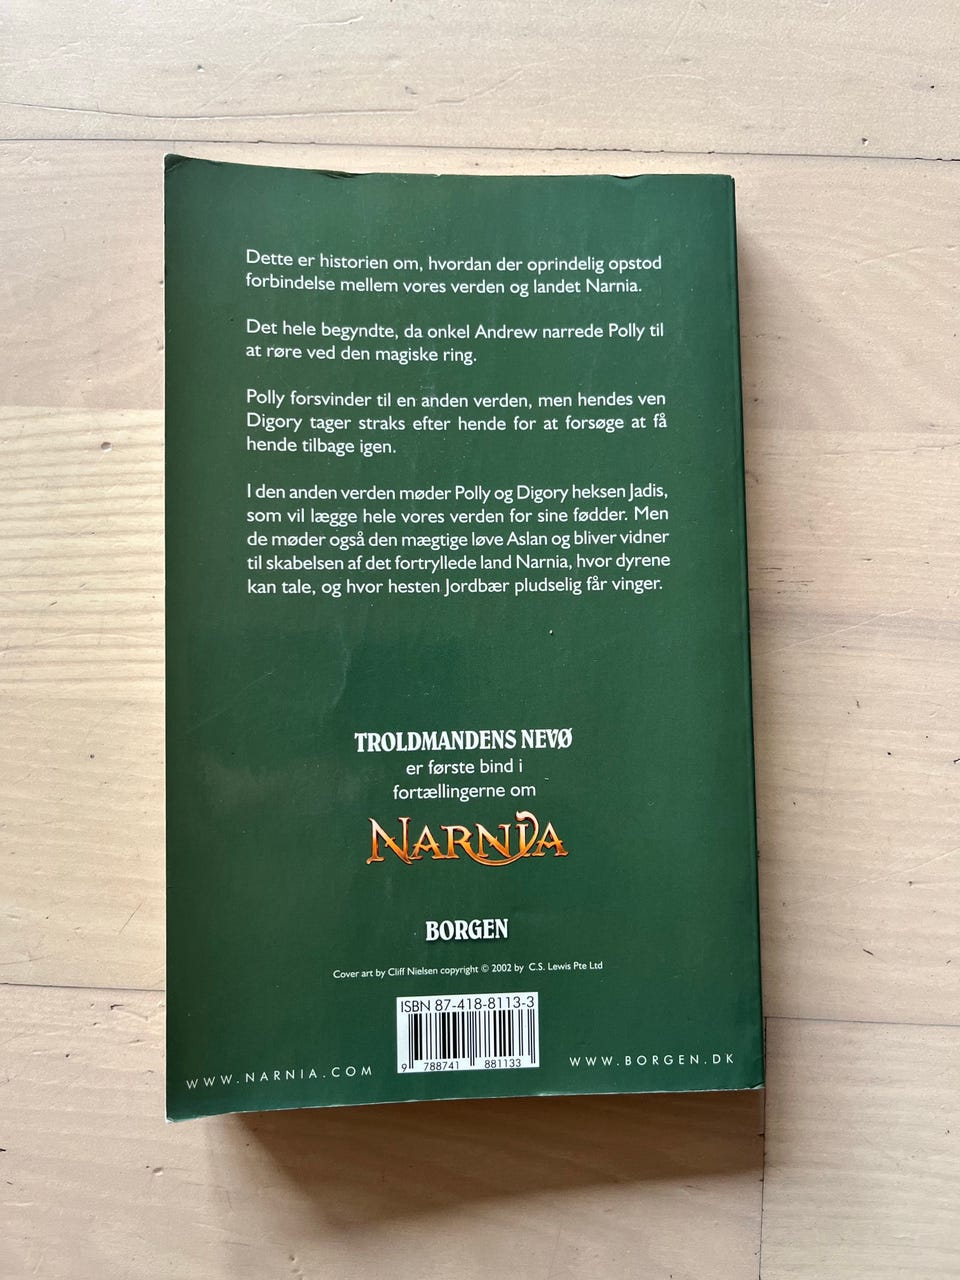 Dette er historien om, hvordan der oprindelig opstod
forbindelse mellem vores verden og landet Narnia.
Det hele begyndte, da onkel Andrew narrede Polly til
at røre ved den magiske ring.
Polly forsvinder til en anden verden, men hendes ven
Digory tager straks efter hende for at forsøge at få
hende tilbage igen.
I den anden verden møder Polly og Digory heksen Jadis,
som vil lægge hele vores verden for sine fødder. Men
de møder også den mægtige løve Aslan og bliver vidner
til skabelsen af det fortryllede land Narnia, hvor dyrene
kan tale, og hvor hesten Jordbær pludselig får vinger.
TROLDMANDENS NEVØ
er første bind i
fortællingerne om
NARNIA
BORGEN
Cover art by Cliff Nielsen copyright © 2002 by C.S. Lewis Pte Ltd
ISBN 87-418-8113-3
9 788741 881133
WWW.NARNIA.COM
WWW.BORGEN.DK